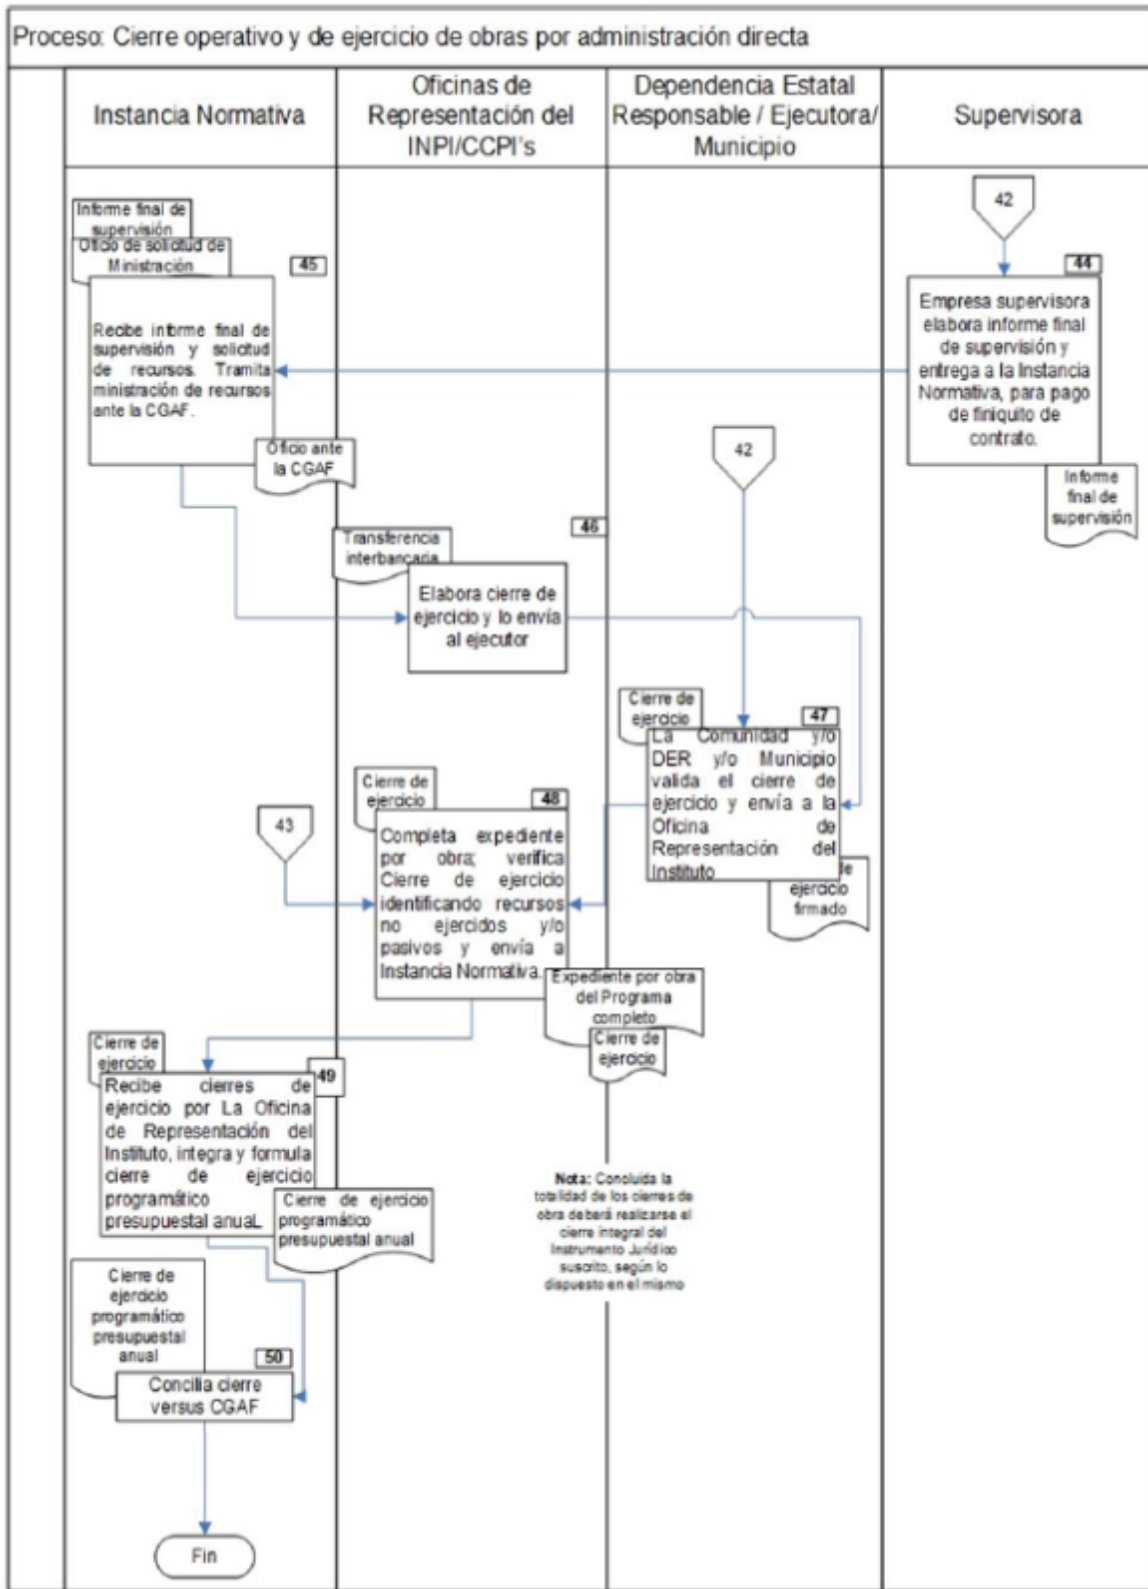 Proceso: Cierre operativo y de ejercicio de obras por administración directa
Instancia Normativa
Oficinas de
Representación del
INPI/CCPI's
Dependencia Estatal
Responsable / Ejecutora/
Municipio
Supervisora
42
44
Empresa supervisora
elabora informe final
de supervisión y
entrega a la Instancia
Normativa, para pago
de finiquito de
contrato.
Informe
final de
supervisión
Informe final de
supervisión
Oficio de solicitud de
Ministración
45
Recibe informe final de
supervisión y solicitud
de recursos. Tramita
ministración de recursos
ante la CGAF.
Oficio ante
la CGAF
42
46
Transferencia
interbancaria
Elabora cierre de
ejercicio y lo envía
al ejecutor
Cierre de
ejercicio
47
La Comunidad y/o
DER y/o Municipio
valida el cierre de
ejercicio y envía a la
Oficina de
Representación del
Instituto
de
ejercicio
firmado
43
Cierre de
ejercicio
48
Completa expediente
por obra; verifica
Cierre de ejercicio
identificando recursos
no ejercidos y/o
pasivos y envía a
Instancia Normativa.
Expediente por obra
del Programa
completo
Cierre de
ejercicio
Cierre de
ejercicio
49
Recibe cierres de
ejercicio por La Oficina
de Representación del
Instituto, integra y formula
cierre de ejercicio
programático
presupuestal anual.
Cierre de ejercicio
programático
presupuestal anual
Nota: Concluida la
totalidad de los cierres de
obra deberá realizarse el
cierre integral del
Instrumento Jurídico
suscrito, según lo
dispuesto en el mismo
Cierre de
ejercicio
programático
presupuestal
anual
50
Concilia cierre
versus CGAF
Fin